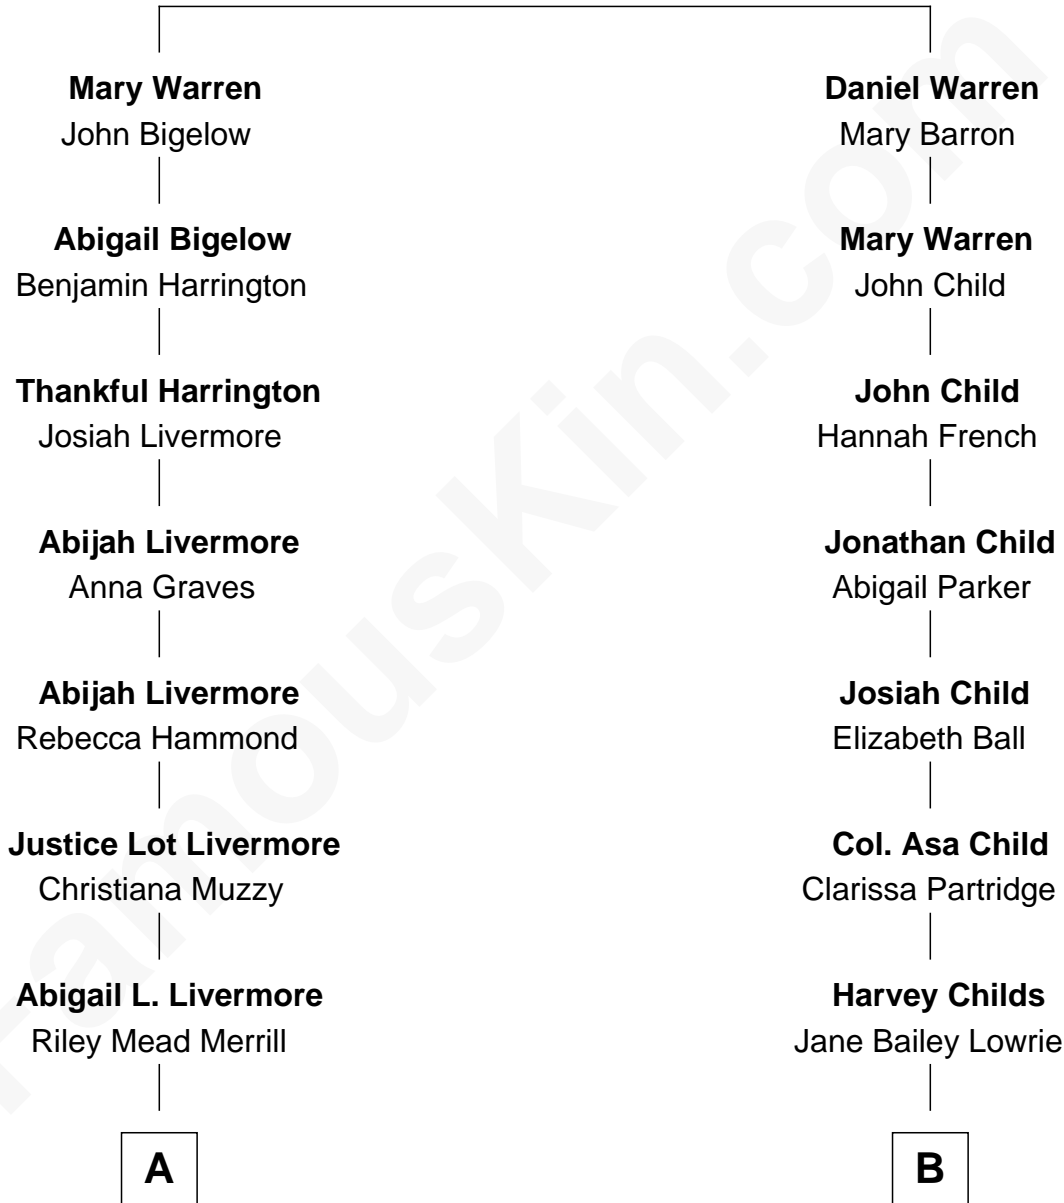 Mary Warren
John Bigelow
Abigail Bigelow
Benjamin Harrington
Thankful Harrington
Josiah Livermore
Abijah Livermore
Anna Graves
Abijah Livermore
Rebecca Hammond
Justice Lot Livermore
Christiana Muzzy
Abigail L. Livermore
Riley Mead Merrill
A
Daniel Warren
Mary Barron
Mary Warren
John Child
John Child
Hannah French
Jonathan Child
Abigail Parker
Josiah Child
Elizabeth Ball
Col. Asa Child
Clarissa Partridge
Harvey Childs
Jane Bailey Lowrie
B
FamousKin.com